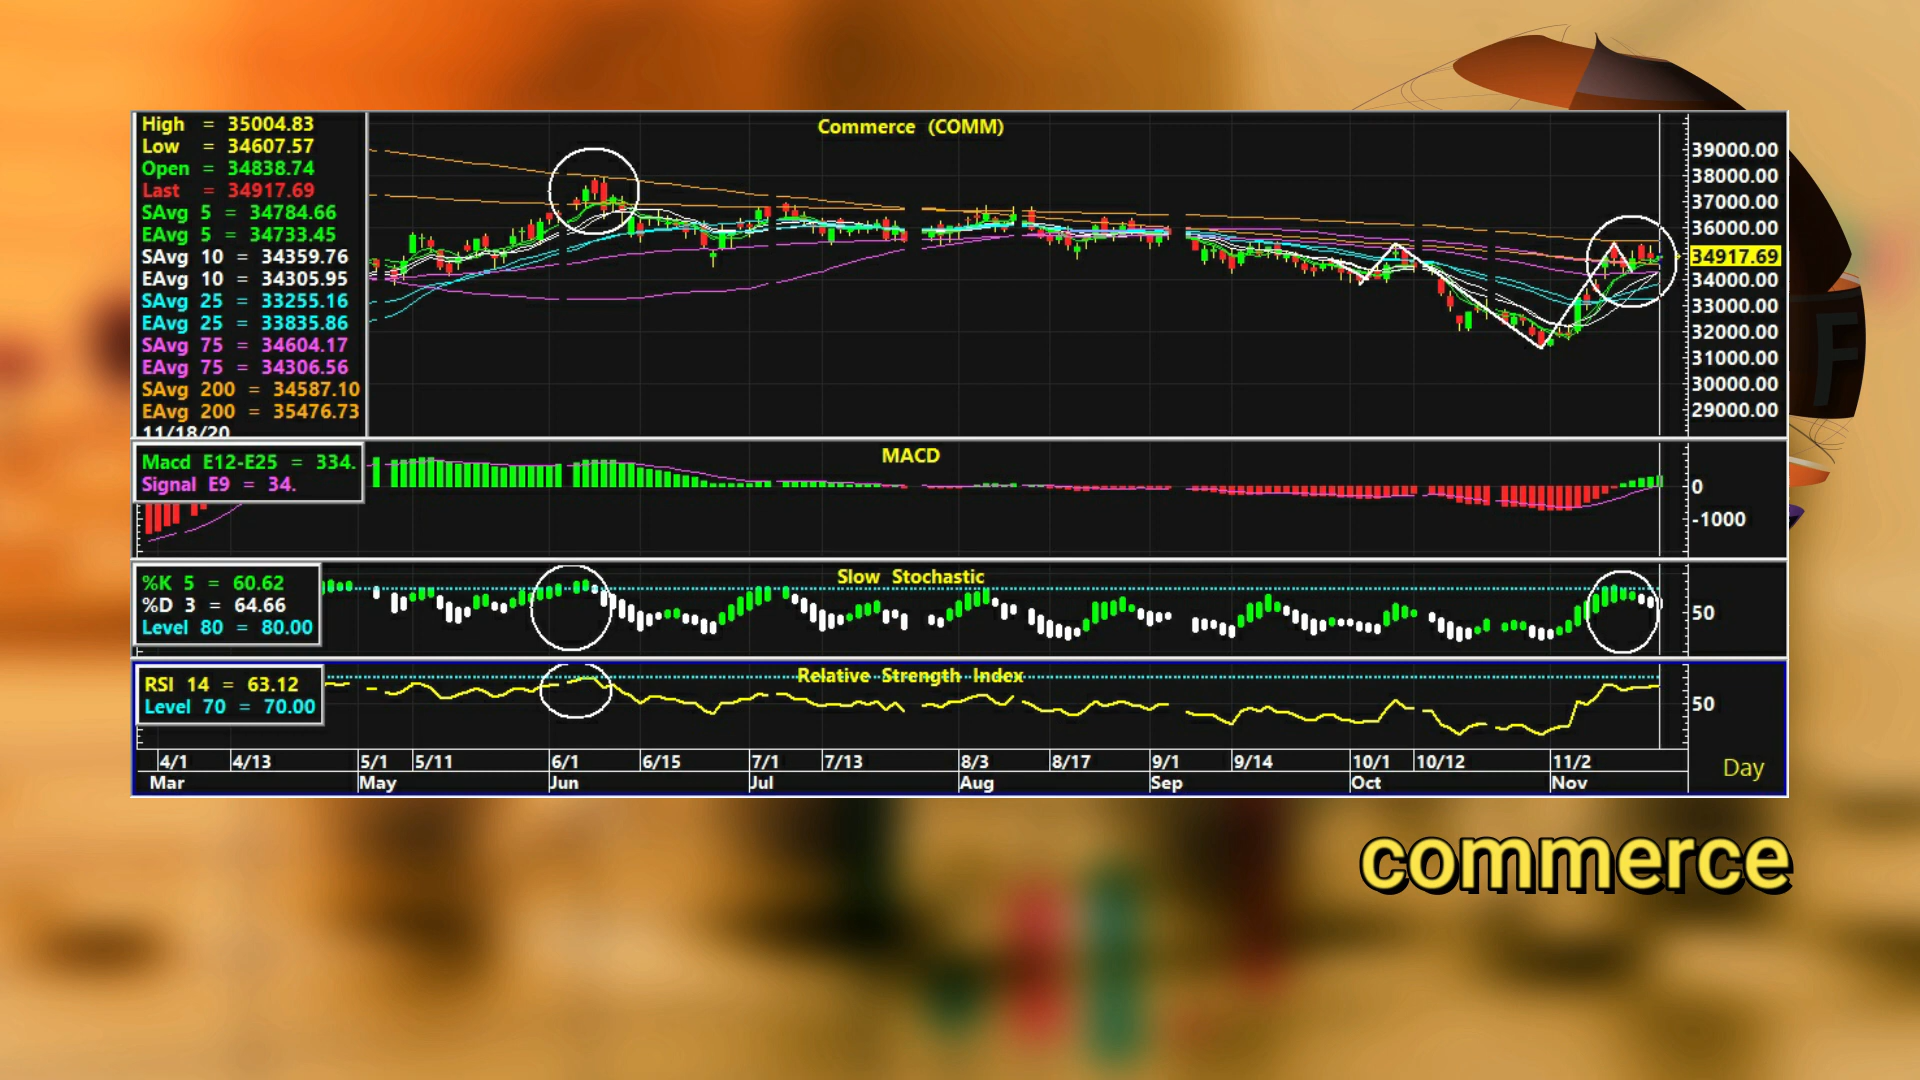 Commerce (COMM)
High = 35004.83
Low = 34607.57
Open = 34838.74
Last = 34917.69
SAvg 5 = 34784.66
EAvg 5 = 34733.45
SAvg 10 = 34359.76
EAvg 10 = 34305.95
SAvg 25 = 33255.16
EAvg 25 = 33835.86
SAvg 75 = 34604.17
EAvg 75 = 34306.56
SAvg 200 = 34587.10
EAvg 200 = 35476.73
11/18/20
39000.00
38000.00
37000.00
36000.00
34917.69
34000.00
33000.00
32000.00
31000.00
30000.00
29000.00
MACD
Macd E12-E25 = 334.
Signal E9 = 34.
0
-1000
Slow Stochastic
%K 5 = 60.62
%D 3 = 64.66
Level 80 = 80.00
50
Relative Strength Index
RSI 14 = 63.12
Level 70 = 70.00
50
4/1 4/13 5/1 5/11 6/1 6/15 7/1 7/13 8/3 8/17 9/1 9/14 10/1 10/12 11/2
Mar May Jun Jul Aug Sep Oct Nov
Day
F
commerce